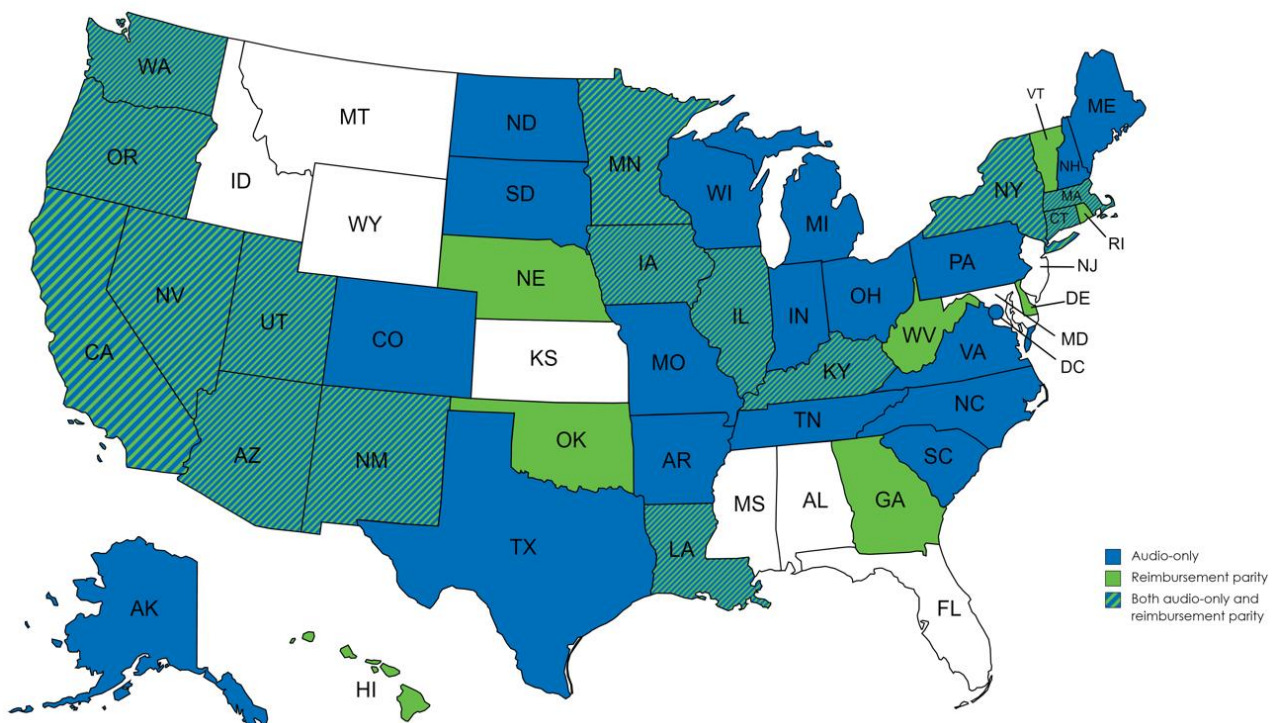 WA
MT
ND
OR
ID
WY
SD
MN
WI
MI
NY
VT
NH
ME
MA
CT
RI
NJ
PA
DE
MD
DC
NE
IA
IL
IN
OH
WV
VA
KY
CA
NV
UT
CO
KS
MO
TN
NC
SC
AZ
NM
OK
AR
TX
LA
MS
AL
GA
FL
AK
HI
Audio-only
Reimbursement parity
Both audio-only and
reimbursement parity